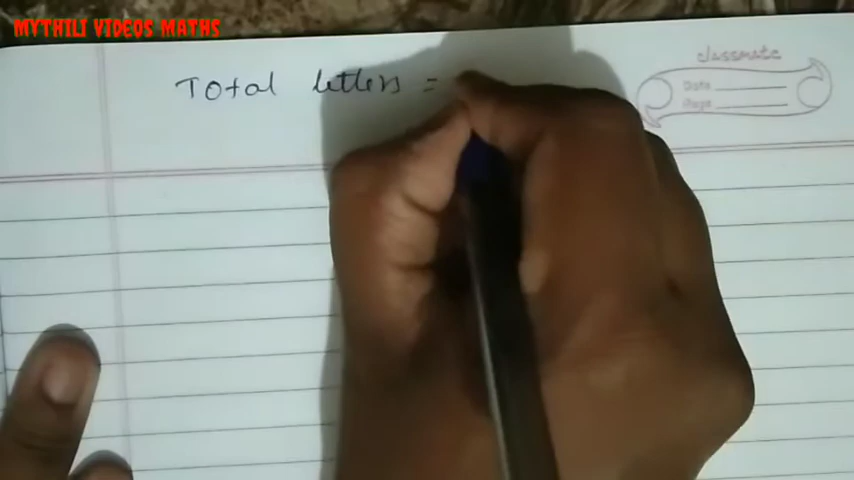 MYTHILI VIDEOS MATHS
classmate
Date
Page
Total letters =